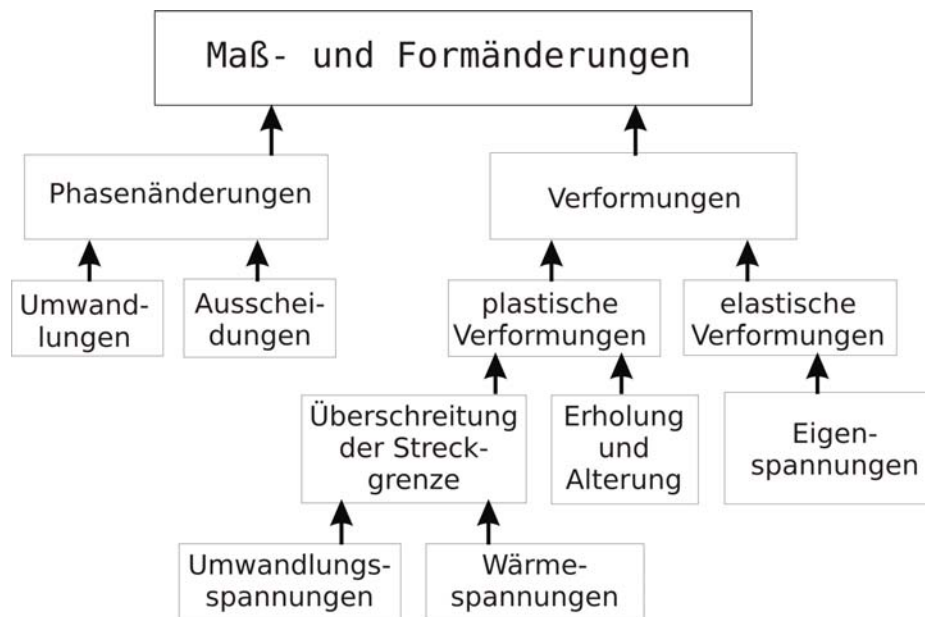 Maß- und Formänderungen
Phasenänderungen
Verformungen
Umwand-
lungen
Ausschei-
dungen
plastische
Verformungen
elastische
Verformungen
Überschreitung
der Streck-
grenze
Erholung
und
Alterung
Eigen-
spannungen
Umwandlungs-
spannungen
Wärme-
spannungen